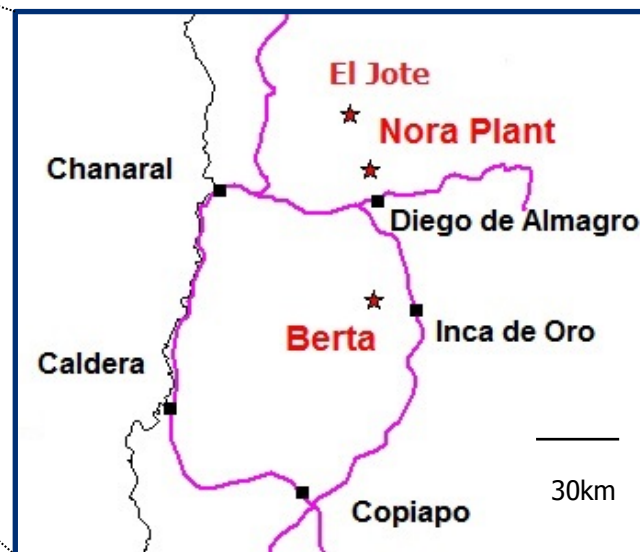 El Jote
Nora Plant
Chanaral
Diego de Almagro
Berta
Inca de Oro
Caldera
30km
Copiapo